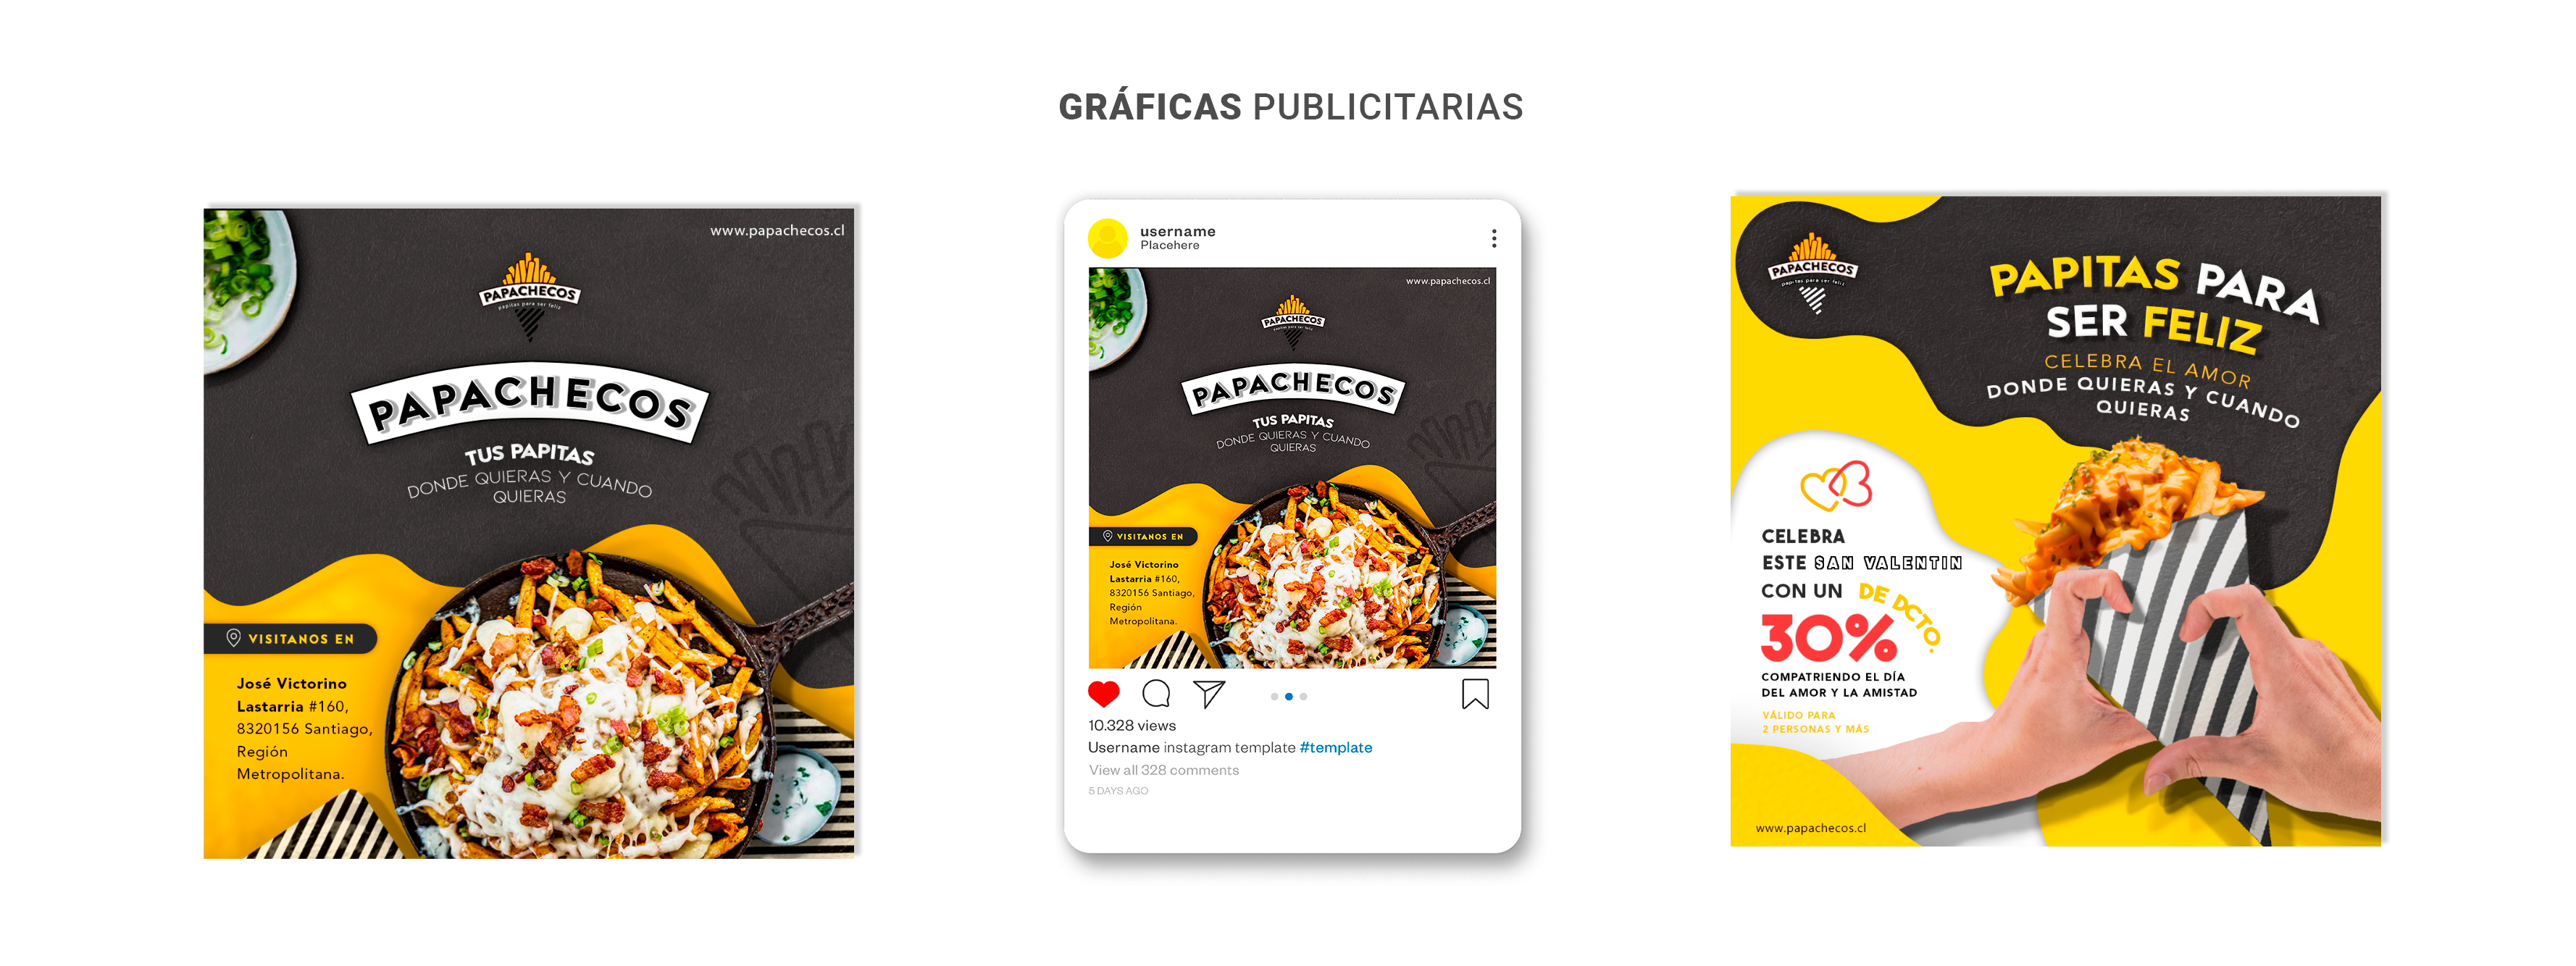 GRÁFICAS PUBLICITARIAS
www.papachecos.cl
PAPACHECOS
papitas para ser feliz
PAPACHECOS
TUS PAPITAS
DONDE QUIERAS Y CUANDO
QUIERAS
VISITANOS EN
José Victorino
Lastarria #160,
8320156 Santiago,
Región
Metropolitana.
username
Placehere
www.papachecos.cl
PAPACHECOS
papitas para ser feliz
PAPACHECOS
TUS PAPITAS
DONDE QUIERAS Y CUANDO
QUIERAS
VISITANOS EN
José Victorino
Lastarria #160,
8320156 Santiago,
Región
Metropolitana.
10.328 views
Username instagram template #template
View all 328 comments
5 DAYS AGO
PAPACHECOS
papitas para ser feliz
PAPITAS PARA
SER FELIZ
CELEBRA EL AMOR
DONDE QUIERAS Y CUANDO
QUIERAS
CELEBRA
ESTE SAN VALENTIN
CON UN
30% DE DCTO.
COMPATRIENDO EL DÍA
DEL AMOR Y LA AMISTAD
VÁLIDO PARA
2 PERSONAS Y MÁS
www.papachecos.cl